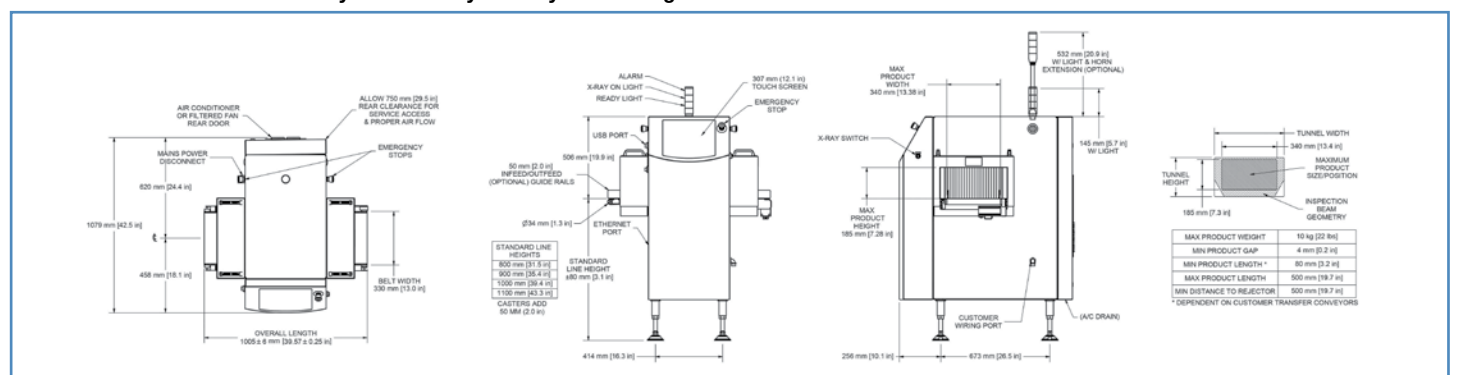 AIR CONDITIONER
OR FILTERED FAN
REAR DOOR
ALLOW 750 mm [29.5 in]
REAR CLEARANCE FOR
SERVICE ACCESS
& PROPER AIR FLOW
MAINS POWER
DISCONNECT
EMERGENCY
STOPS
620 mm [24.4 in]
1079 mm [42.5 in]
458 mm [18.1 in]
BELT WIDTH
330 mm [13.0 in]
OVERALL LENGTH
1005 ± 6 mm [39.57 ± 0.25 in]
ALARM
X-RAY ON LIGHT
READY LIGHT
307 mm (12.1 in)
TOUCH SCREEN
EMERGENCY
STOP
USB PORT
506 mm [19.9 in]
50 mm [2.0 in]
INFEED/OUTFEED
(OPTIONAL) GUIDE RAILS
Ø34 mm [1.3 in]
ETHERNET
PORT
STANDARD LINE
HEIGHTS
800 mm [31.5 in]
900 mm [35.4 in]
1000 mm [39.4 in]
1100 mm [43.3 in]
CASTERS ADD
50 MM (2.0 in)
STANDARD
LINE HEIGHT
±80 mm [3.1 in]
414 mm [16.3 in]
532 mm [20.9 in]
W/ LIGHT & HORN
EXTENSION (OPTIONAL)
MAX
PRODUCT
WIDTH
340 mm [13.38 in]
X-RAY SWITCH
145 mm [5.7 in]
W/ LIGHT
MAX
PRODUCT
HEIGHT
185 mm [7.28 in]
CUSTOMER
WIRING PORT
(A/C DRAIN)
256 mm [10.1 in]
673 mm [26.5 in]
TUNNEL WIDTH
340 mm [13.4 in]
TUNNEL
HEIGHT
MAXIMUM
PRODUCT
SIZE/POSITION
INSPECTION
BEAM
GEOMETRY
185 mm [7.3 in]
MAX PRODUCT WEIGHT 10 kg [22 lbs]
MIN PRODUCT GAP 4 mm [0.2 in]
MIN PRODUCT LENGTH * 80 mm [3.2 in]
MAX PRODUCT LENGTH 500 mm [19.7 in]
MIN DISTANCE TO REJECTOR 500 mm [19.7 in]
* DEPENDENT ON CUSTOMER TRANSFER CONVEYORS